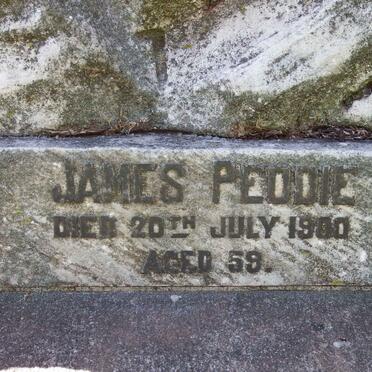 JAMES PEDDIE
DIED 20TH JULY 1900
AGED 59.